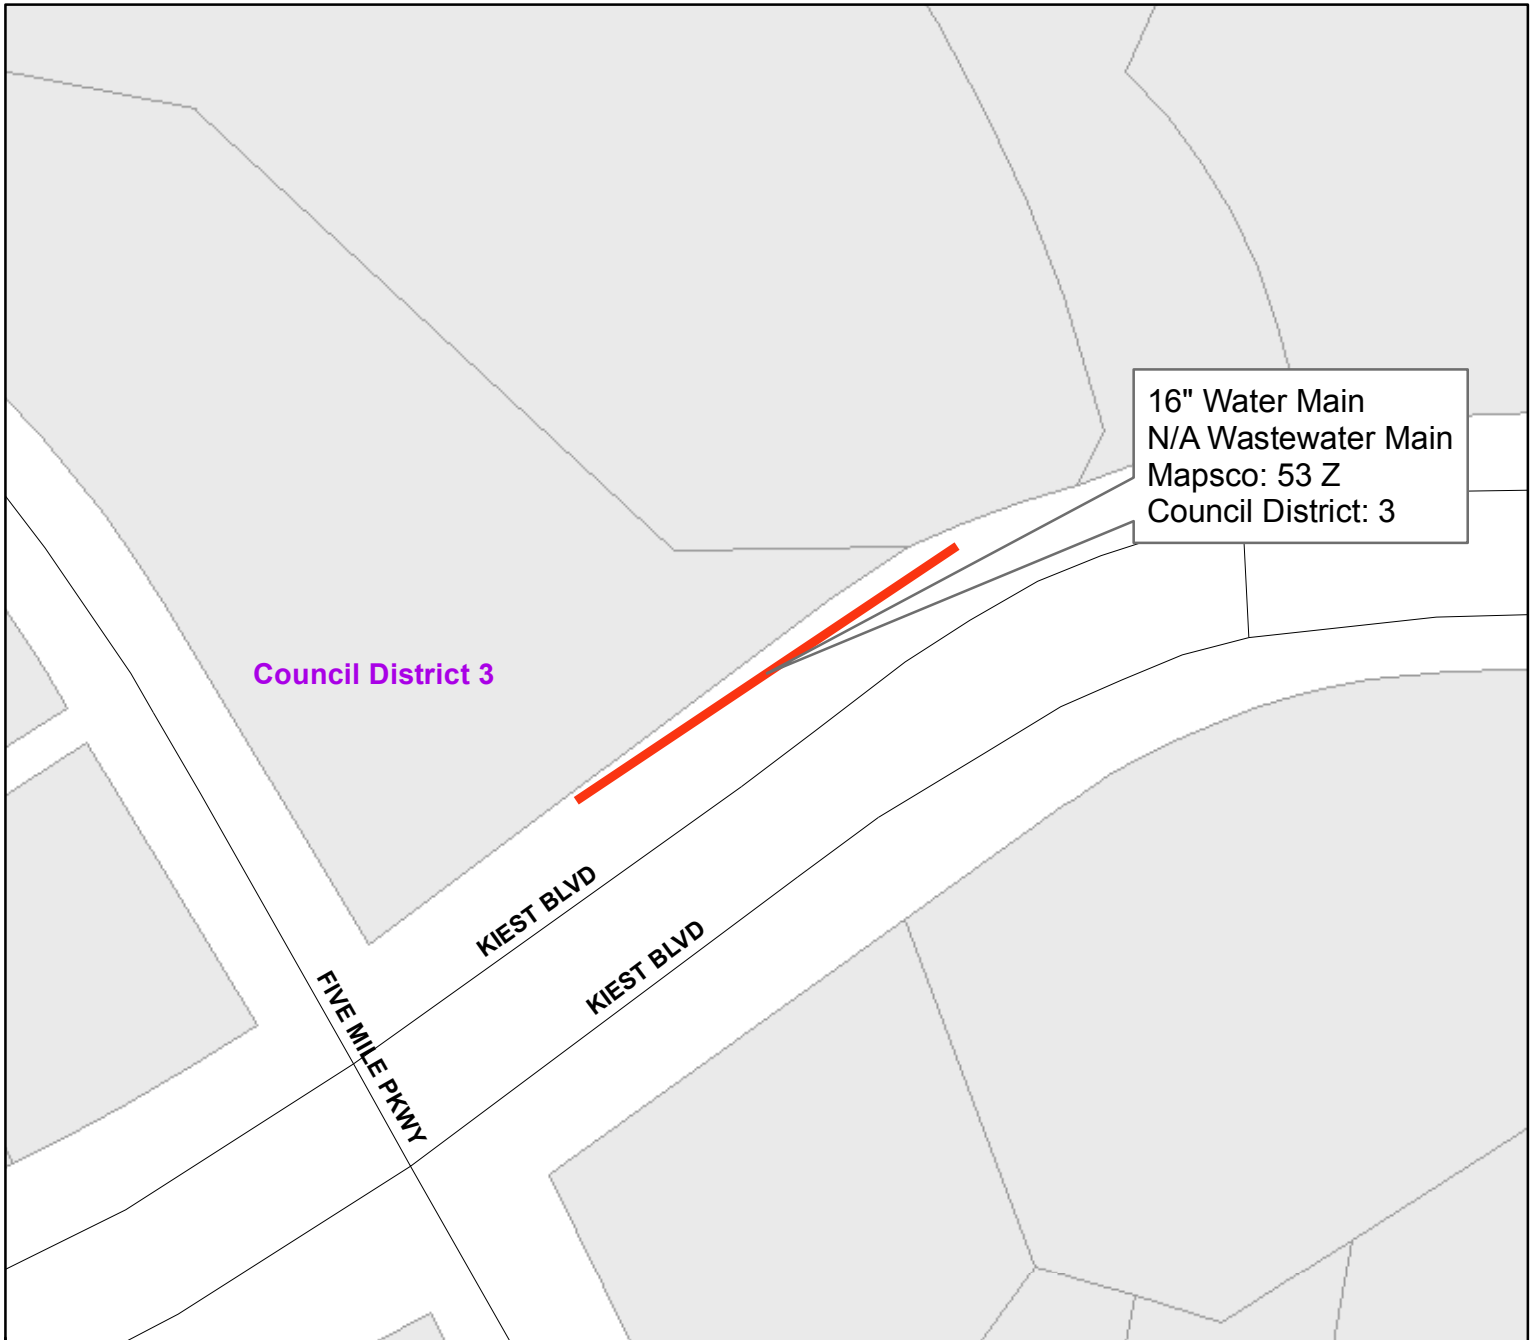 16" Water Main
N/A Wastewater Main
Mapsco: 53 Z
Council District: 3
Council District 3
KIEST BLVD
KIEST BLVD
FIVE MILE PKWY